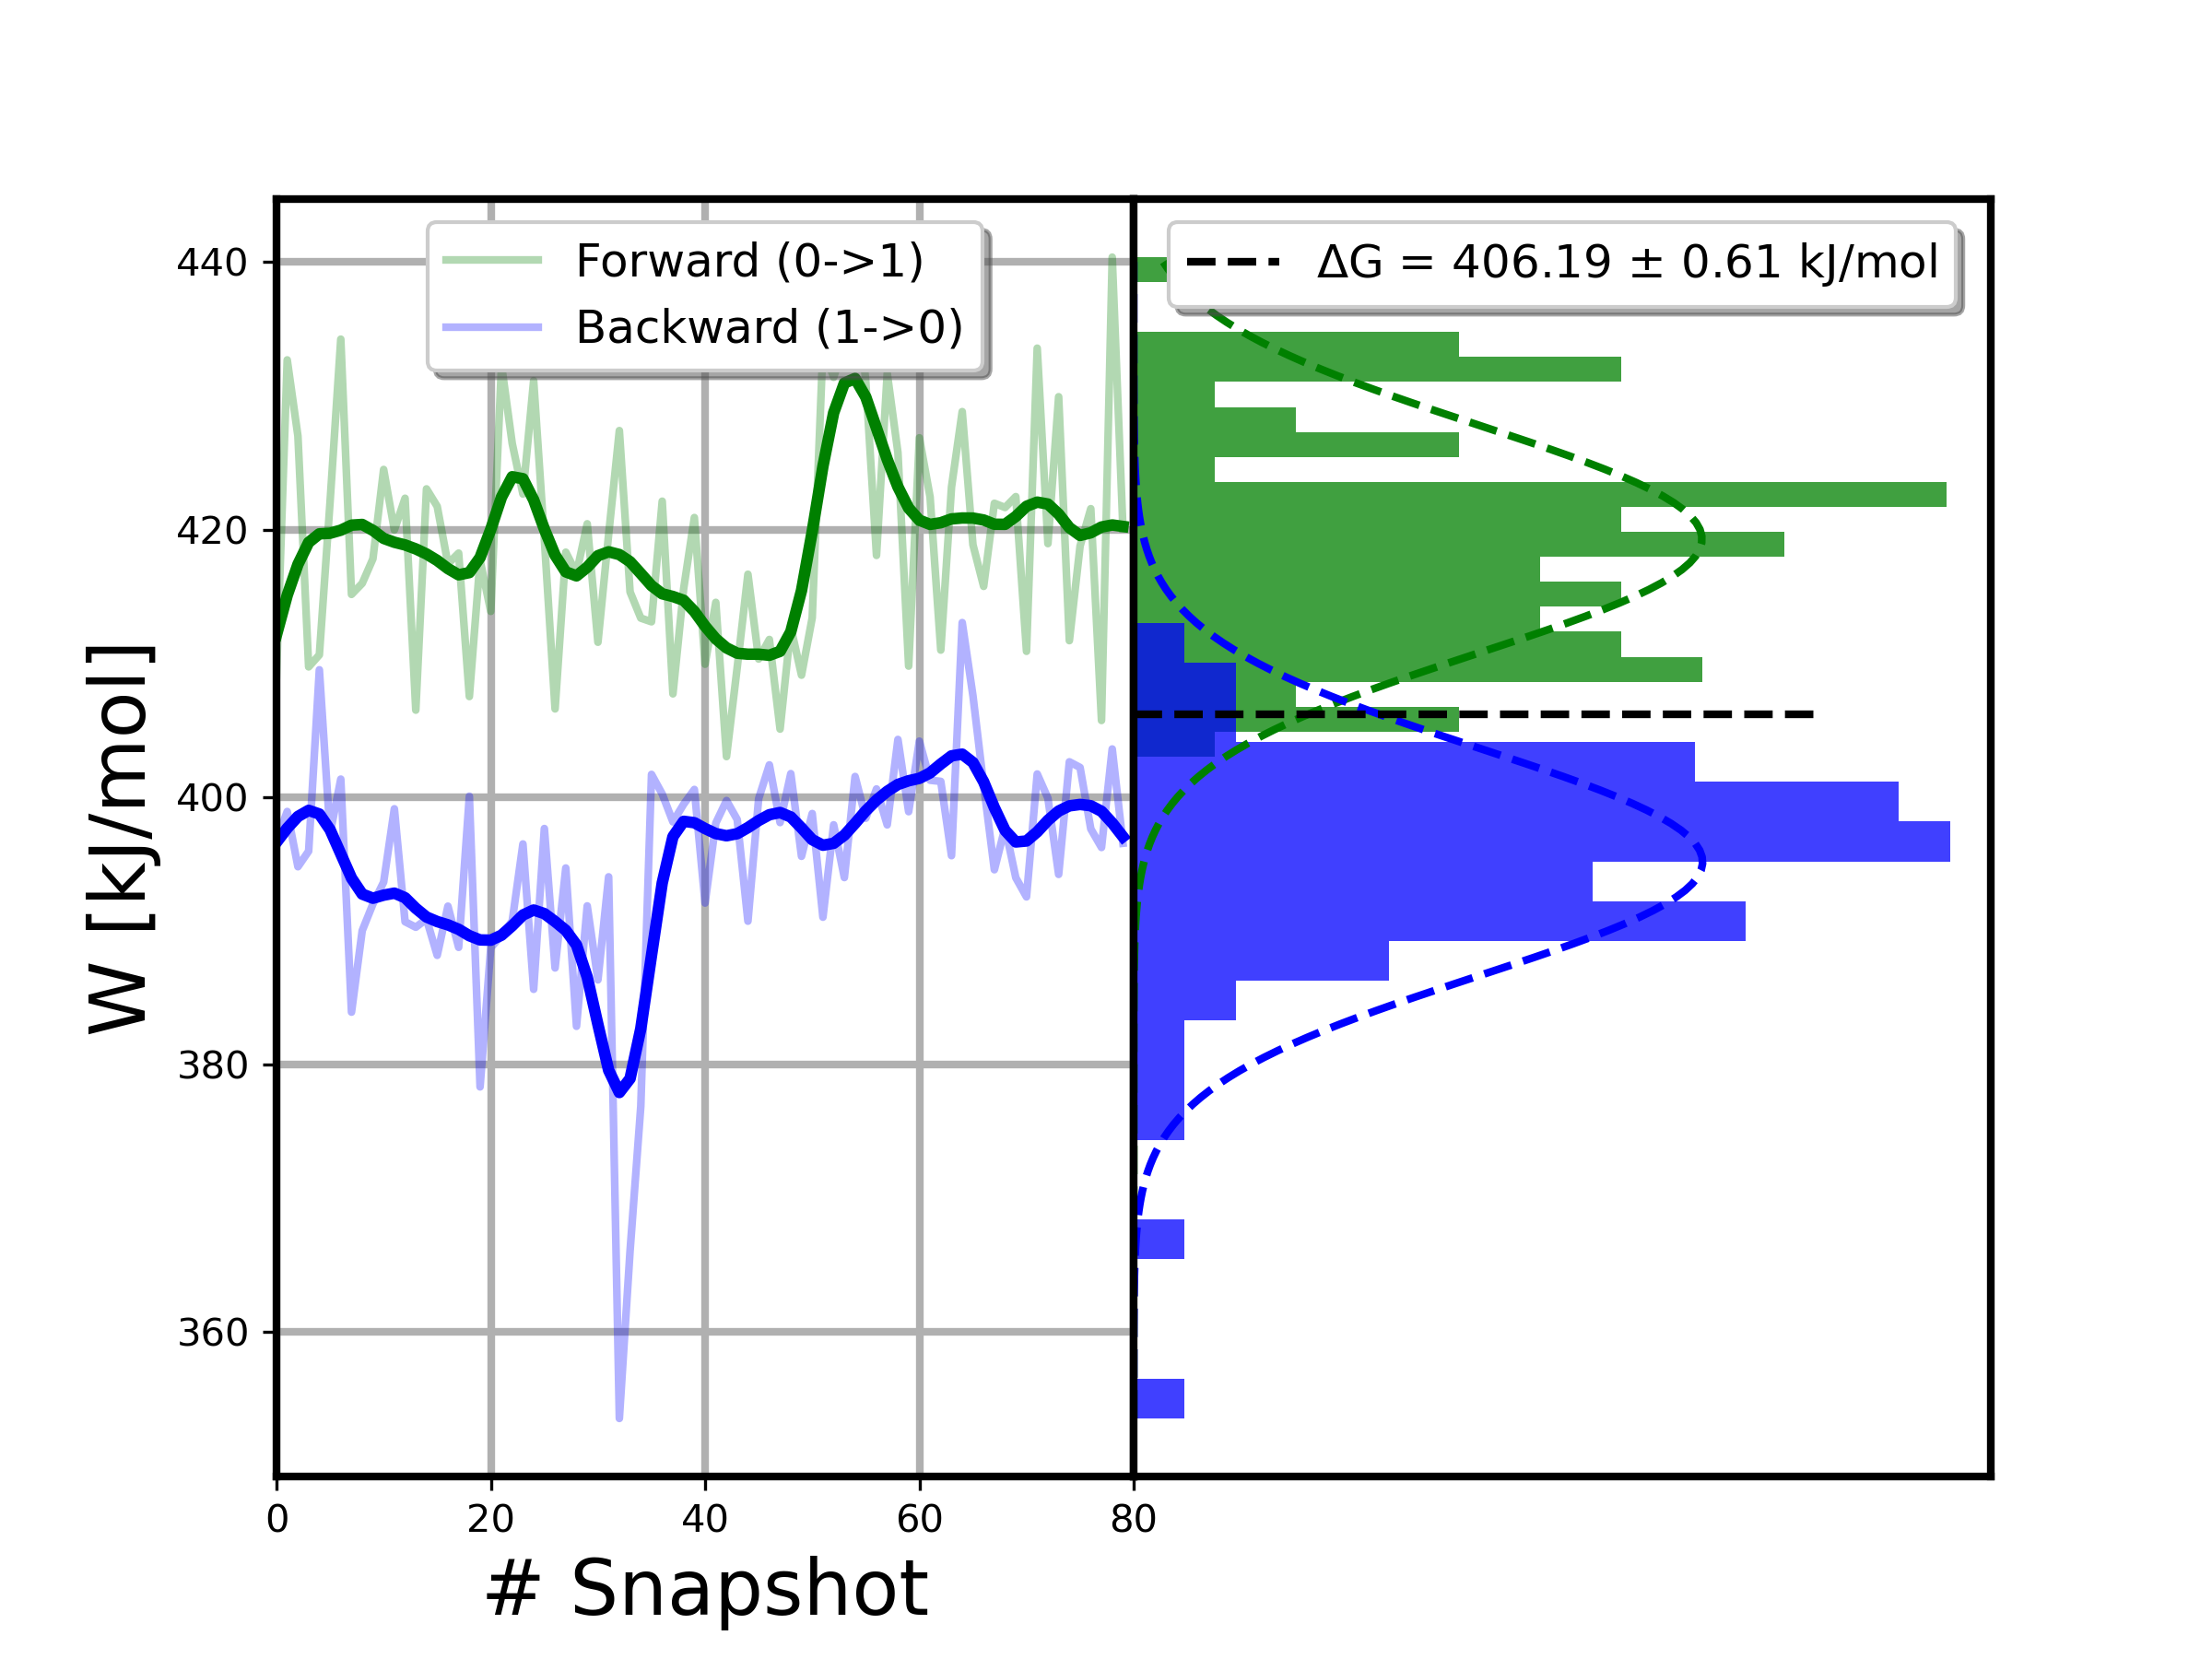 Forward (0->1)
Backward (1->0)
ΔG = 406.19 ± 0.61 kJ/mol
440
420
400
380
360
W [kJ/mol]
0 20 40 60 80
# Snapshot